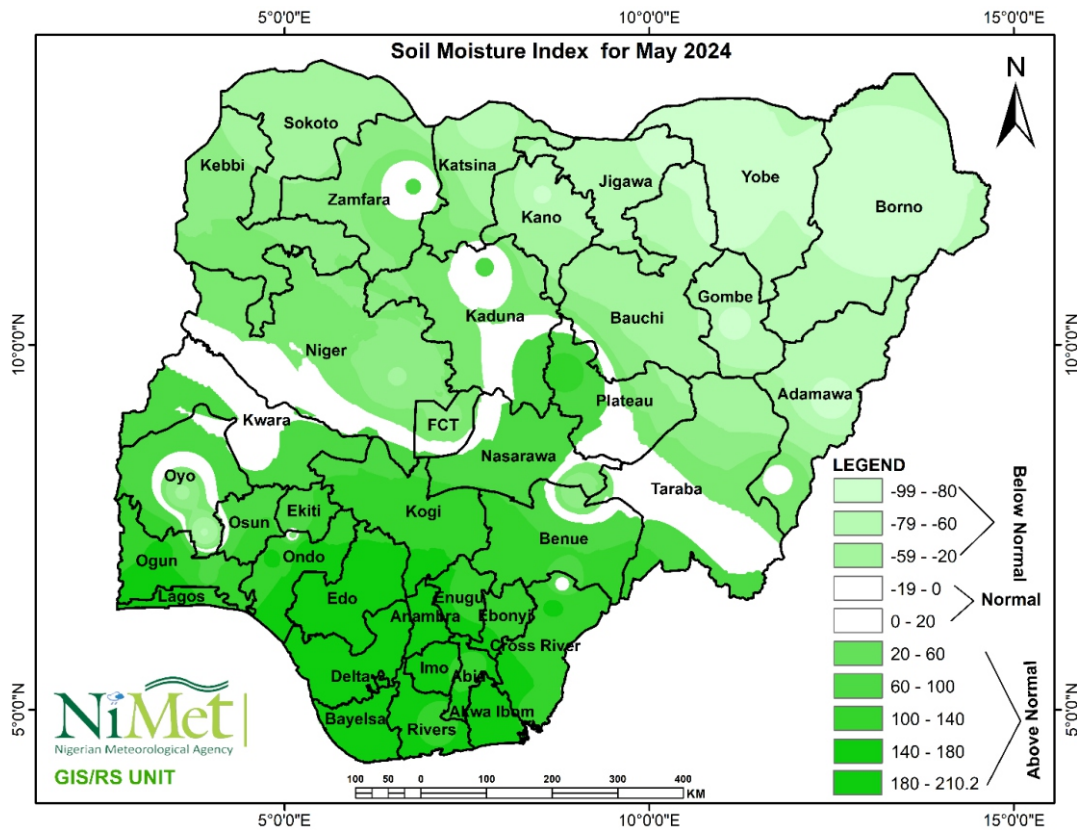 5°0'0"E 10°0'0"E 15°0'0"E
Soil Moisture Index for May 2024
N
Sokoto
Kebbi
Katsina
Zamfara
Jigawa
Yobe
Kano
Borno
Gombe
Kaduna
Bauchi
10°0'0"N
10°0'0"N
Niger
Adamawa
Plateau
Kwara
FCT
Nasarawa
Oyo
Taraba
Osun
Ekiti
Kogi
Benue
Ogun
Ondo
Lagos
Edo
Enugu
Anambra
Ebonyi
Cross River
Imo
Abia
Delta
Bayelsa
Rivers
Akwa Ibom
5°0'0"N
5°0'0"N
LEGEND
-99 - -80
-79 - -60
-59 - -20
-19 - 0
0 - 20
20 - 60
60 - 100
100 - 140
140 - 180
180 - 210.2
Below Normal
Normal
Above Normal
NiMet
Nigerian Meteorological Agency
GIS/RS UNIT
100 50 0 100 200 300 400
KM
5°0'0"E 10°0'0"E 15°0'0"E